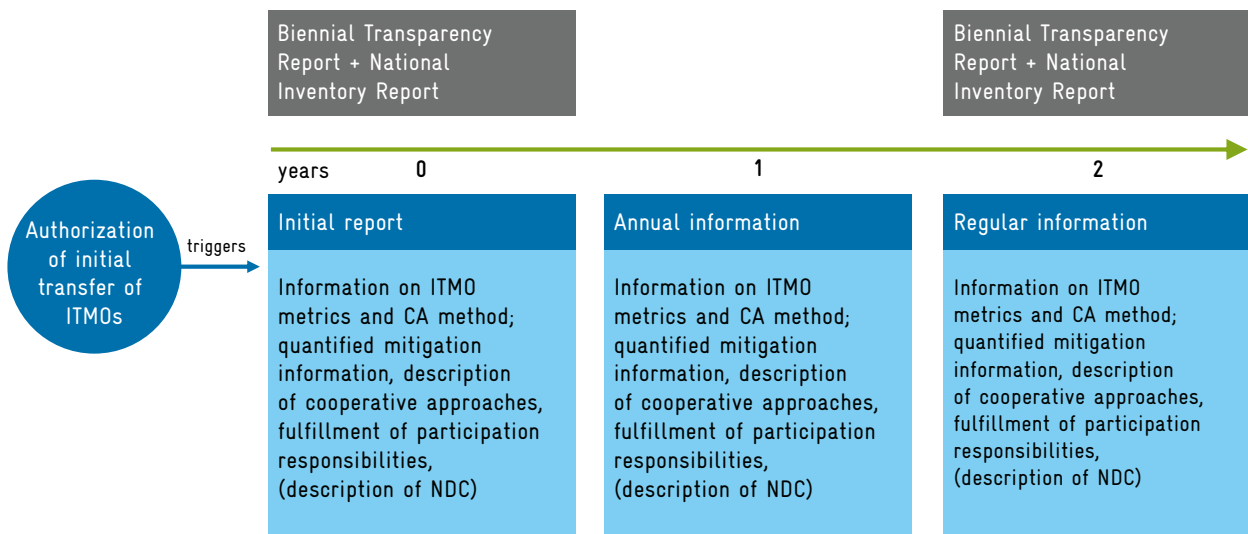 Biennial Transparency
Report + National
Inventory Report
Biennial Transparency
Report + National
Inventory Report
years 0 1 2
Authorization
of initial
transfer of
ITMOs
triggers
Initial report
Information on ITMO
metrics and CA method;
quantified mitigation
information, description
of cooperative approaches,
fulfillment of participation
responsibilities,
(description of NDC)
Annual information
Information on ITMO
metrics and CA method;
quantified mitigation
information, description
of cooperative approaches,
fulfillment of participation
responsibilities,
(description of NDC)
Regular information
Information on ITMO
metrics and CA method;
quantified mitigation
information, description
of cooperative approaches,
fulfillment of participation
responsibilities,
(description of NDC)